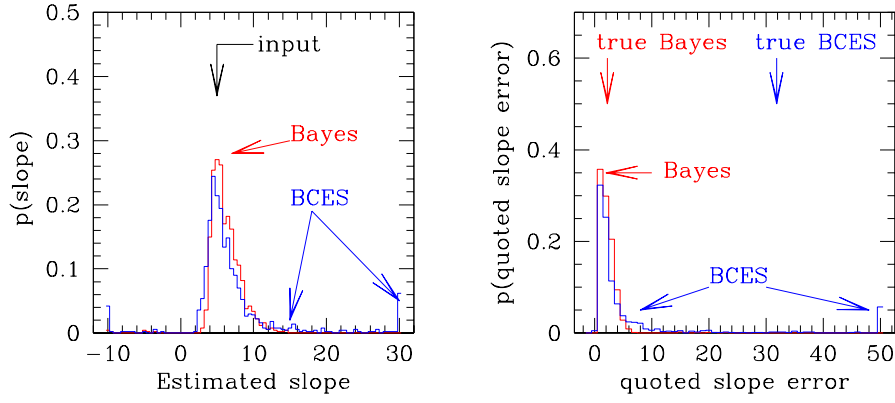 0.5
0.4
0.3
0.2
0.1
0
p(slope)
input
Bayes
BCES
−10 0 10 20 30
Estimated slope
0.6
0.4
0.2
0
p(quoted slope error)
true Bayes true BCES
Bayes
BCES
0 10 20 30 40 50
quoted slope error